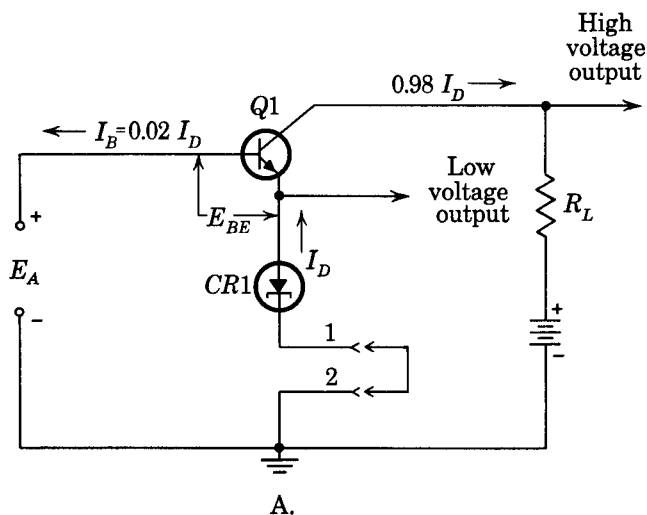 High
voltage
output
0.98 I_D
Q1
I_B=0.02 I_D
Low
voltage
output
R_L
E_BE
+
E_A
-
I_D
CR1
1
2
+
-
A.